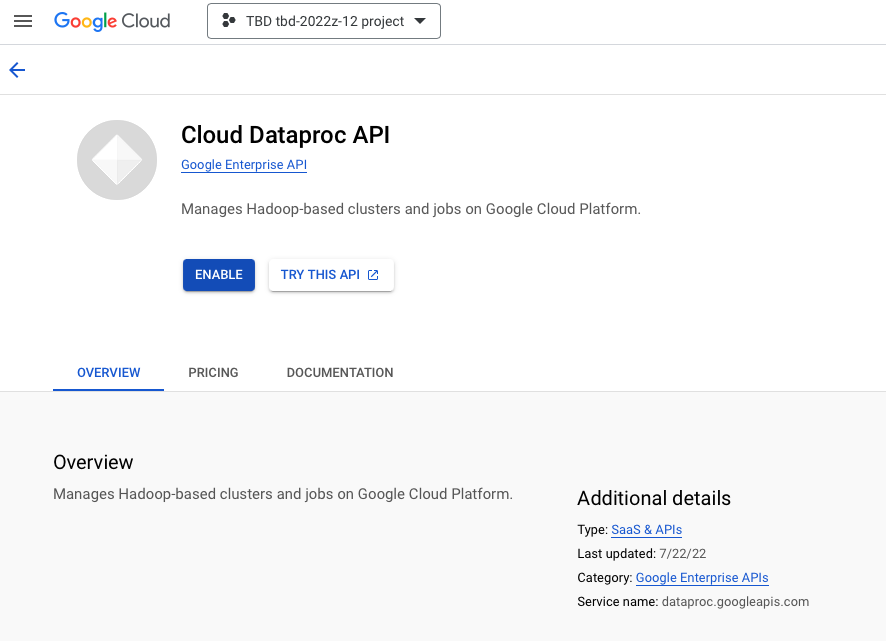 Google Cloud
TBD tbd-2022z-12 project
Cloud Dataproc API
Google Enterprise API
Manages Hadoop-based clusters and jobs on Google Cloud Platform.
ENABLE
TRY THIS API
OVERVIEW
PRICING
DOCUMENTATION
Overview
Manages Hadoop-based clusters and jobs on Google Cloud Platform.
Additional details
Type: SaaS & APIs
Last updated: 7/22/22
Category: Google Enterprise APIs
Service name: dataproc.googleapis.com